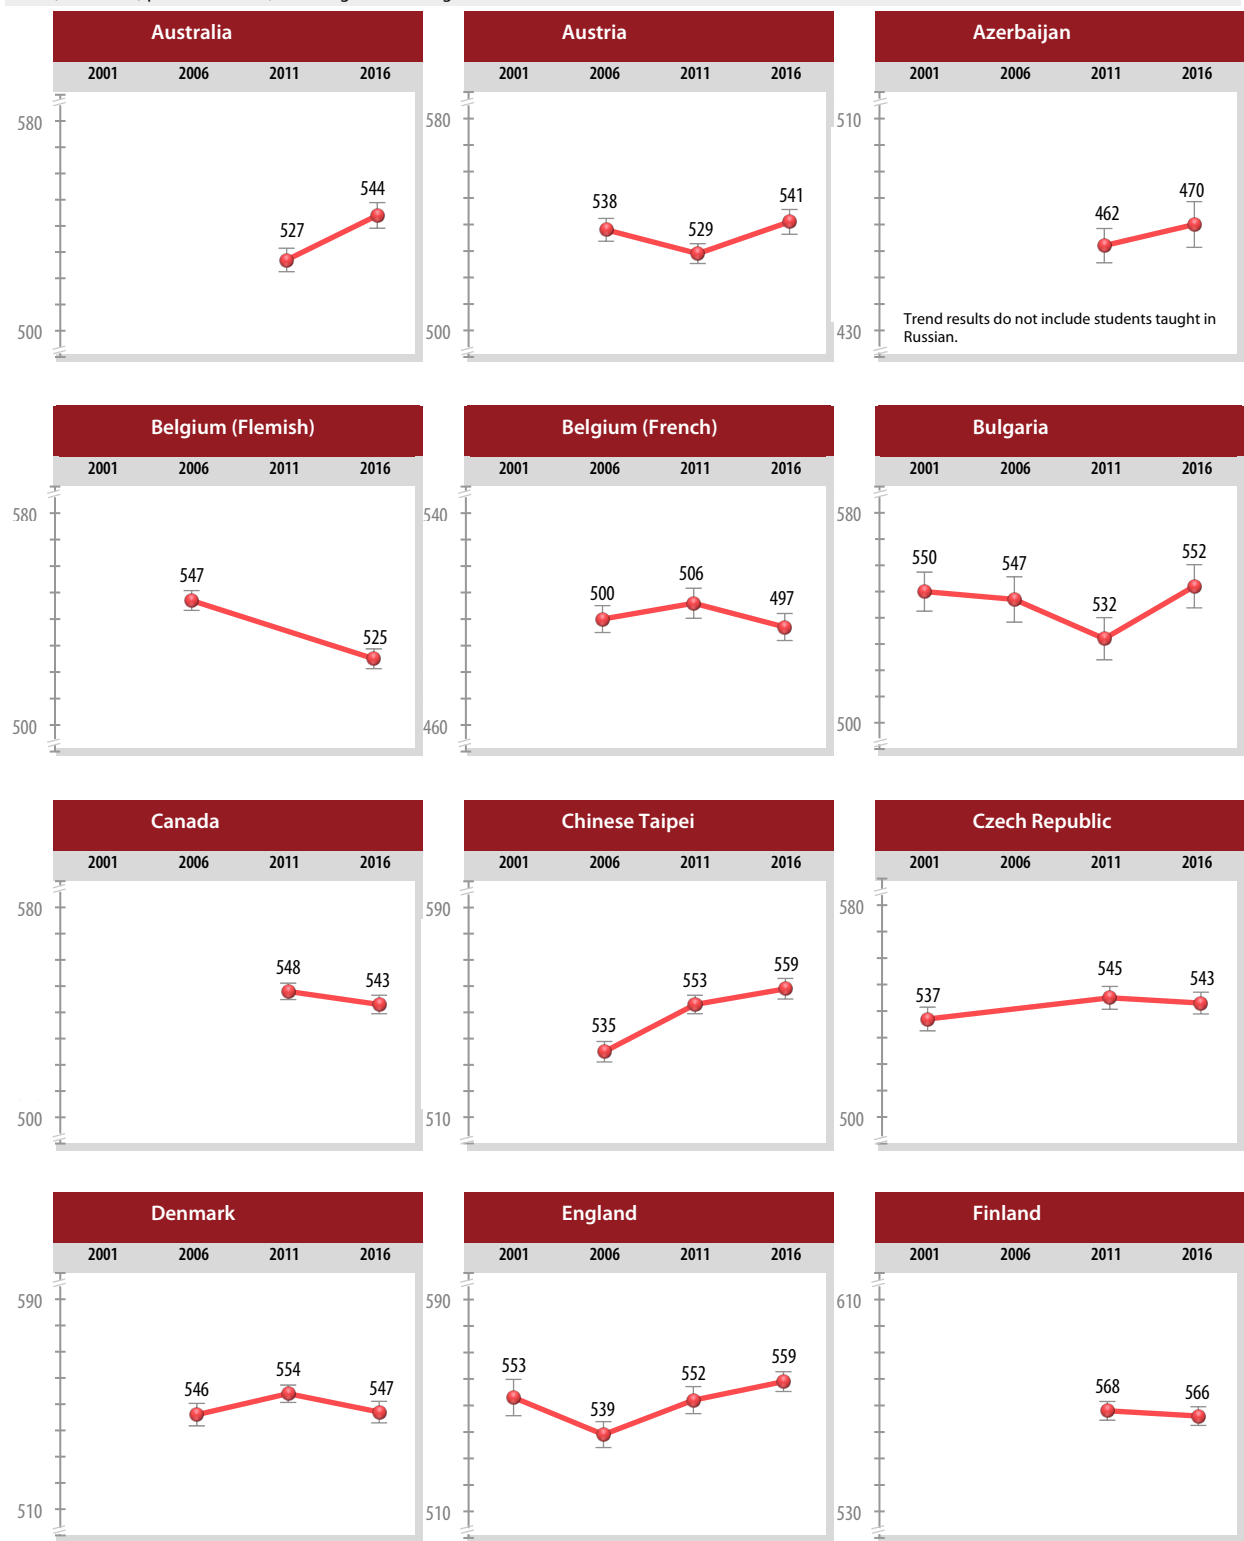 Australia
2001 2006 2011 2016
580
544
527
500
Austria
2001 2006 2011 2016
580
538
529
541
500
Azerbaijan
2001 2006 2011 2016
510
470
462
430
Trend results do not include students taught in
Russian.
Belgium (Flemish)
2001 2006 2011 2016
580
547
525
500
Belgium (French)
2001 2006 2011 2016
540
500
506
497
460
Bulgaria
2001 2006 2011 2016
580
550
547
532
552
500
Canada
2001 2006 2011 2016
580
548
543
500
Chinese Taipei
2001 2006 2011 2016
590
535
553
559
510
Czech Republic
2001 2006 2011 2016
580
537
545
543
500
Denmark
2001 2006 2011 2016
590
546
554
547
510
England
2001 2006 2011 2016
590
553
539
552
559
510
Finland
2001 2006 2011 2016
610
568
566
530